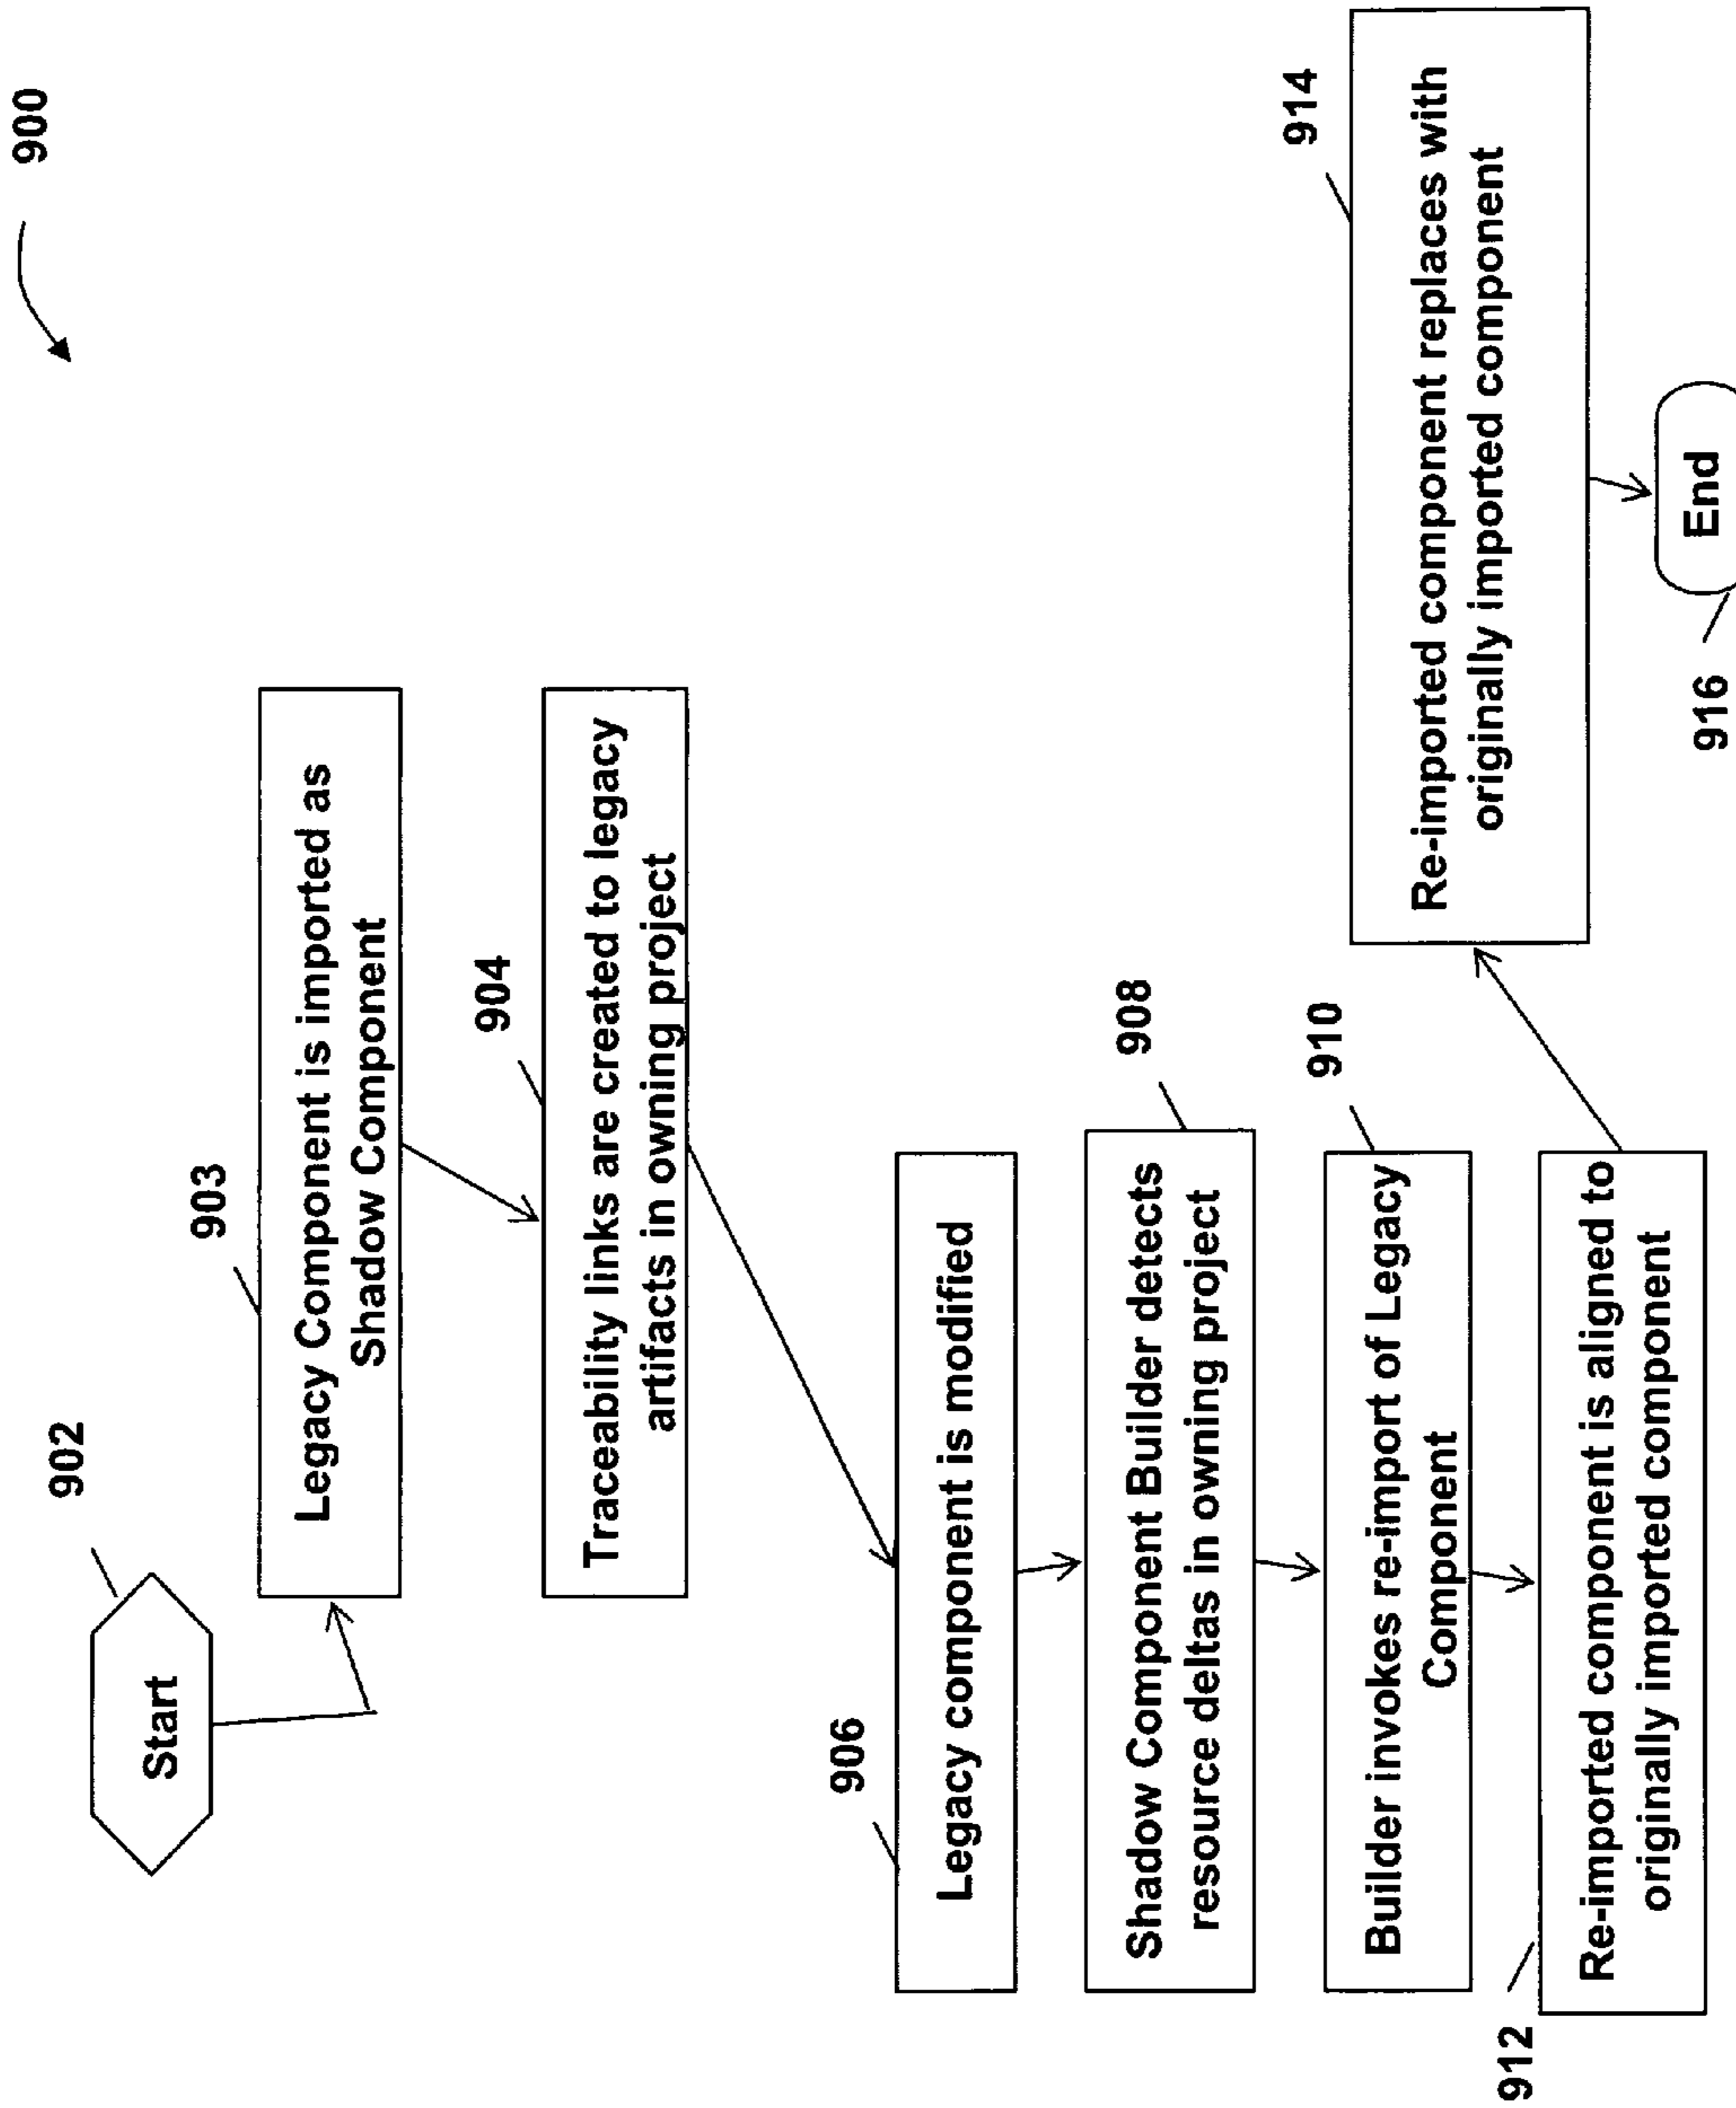 900
902
Start
903
Legacy Component is imported as
Shadow Component
904
Traceability links are created to legacy
artifacts in owning project
906
Legacy component is modified
908
Shadow Component Builder detects
resource deltas in owning project
910
Builder invokes re-import of Legacy
Component
912
Re-imported component is aligned to
originally imported component
914
Re-imported component replaces with
originally imported component
916
End